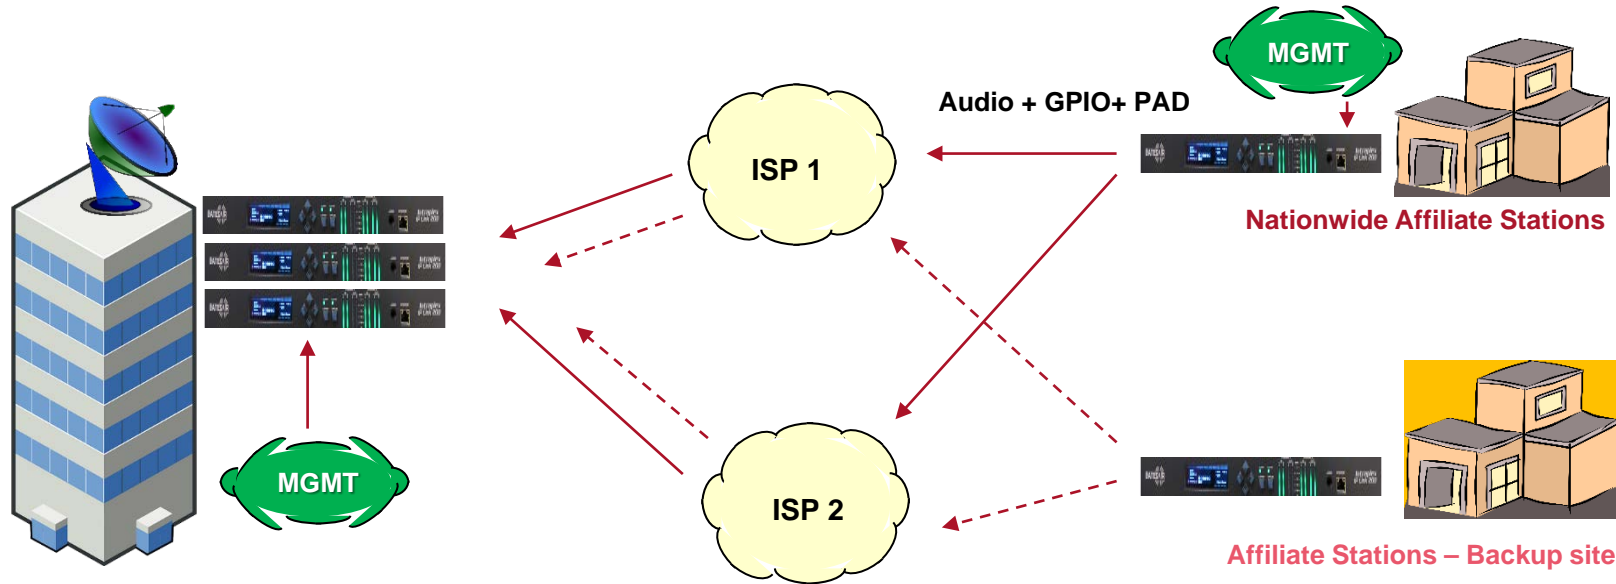 MGMT
Audio + GPIO+ PAD
ISP 1
Nationwide Affiliate Stations
MGMT
ISP 2
Affiliate Stations – Backup site